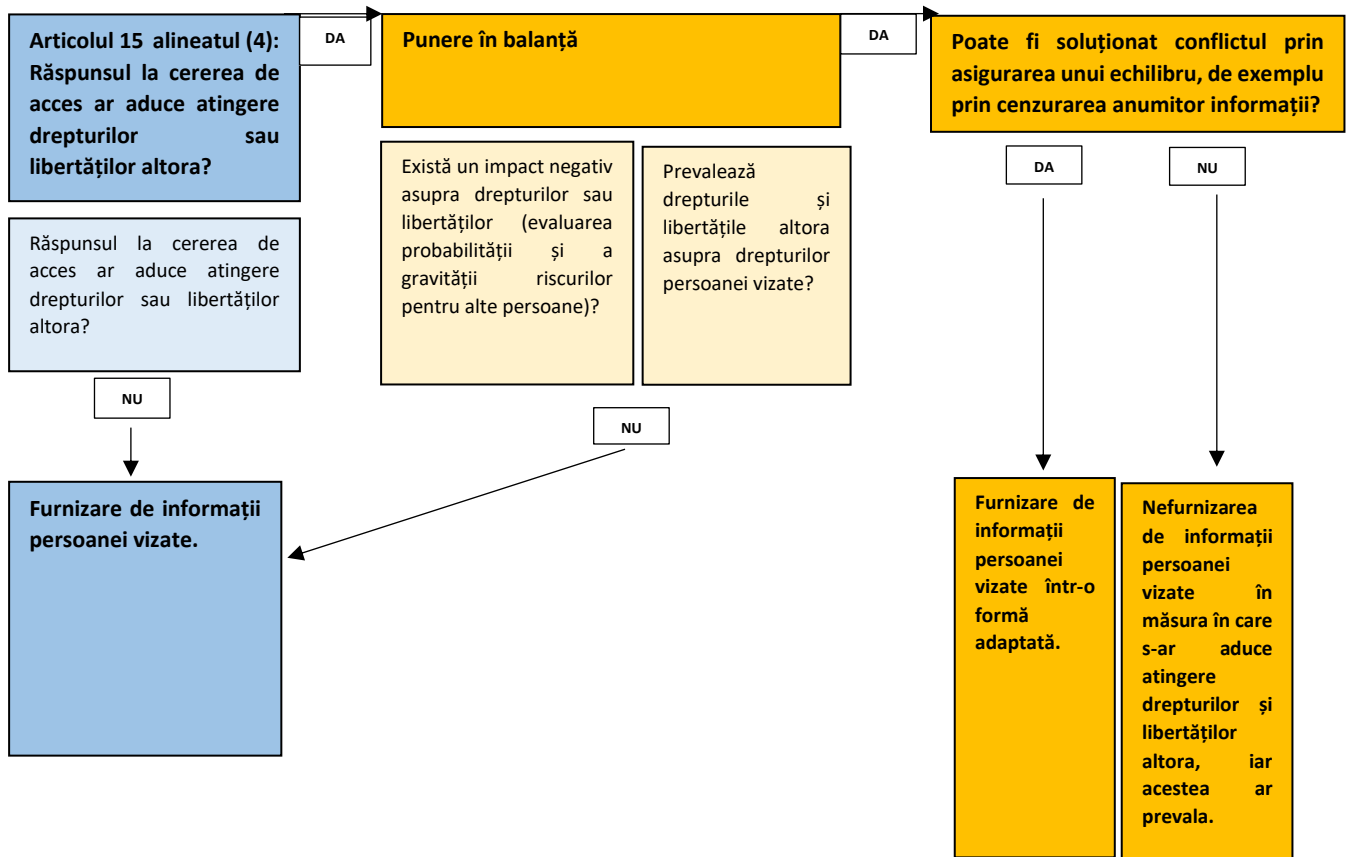 Articolul 15 alineatul (4):
Răspunsul la cererea de
acces ar aduce atingere
drepturilor sau
libertăților altora?
DA
Punere în balanță
DA
Poate fi soluționat conflictul prin
asigurarea unui echilibru, de exemplu
prin cenzurarea anumitor informații?
Răspunsul la cererea de
acces ar aduce atingere
drepturilor sau libertăților
altora?
Există un impact negativ
asupra drepturilor sau
libertăților (evaluarea
probabilității și a
gravității riscurilor
pentru alte persoane)?
Prevalează
drepturile și
libertățile altora
asupra drepturilor
persoanei vizate?
DA
NU
NU
NU
Furnizare de informații
persoanei vizate.
Furnizare de
informații
persoanei
vizate într-o
formă
adaptată.
Nefurnizarea
de informații
persoanei
vizate în
măsura în care
s-ar aduce
atingere
drepturilor și
libertăților
altora, iar
acestea ar
prevala.